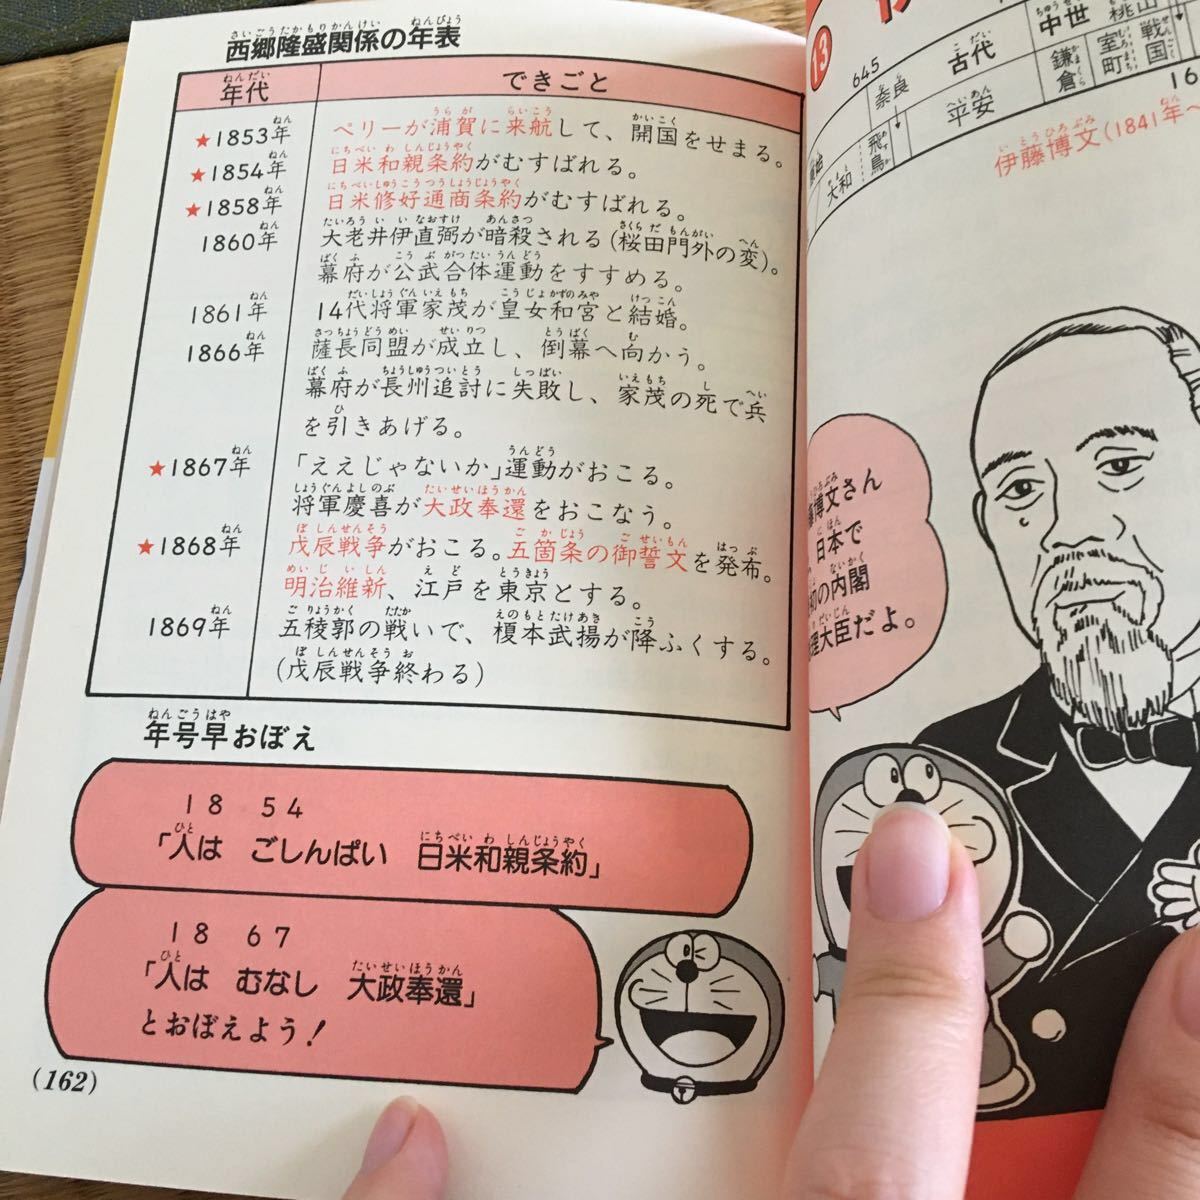 西郷隆盛関係の年表
年代　できごと
★1853年　ペリーが浦賀に来航して、開国をせまる。
★1854年　日米和親条約がむすばれる。
★1858年　日米修好通商条約がむすばれる。
1860年　大老井伊直弼が暗殺される(桜田門外の変)。
幕府が公武合体運動をすすめる。
1861年　14代将軍家茂が皇女和宮と結婚。
1866年　薩長同盟が成立し、倒幕へ向かう。
幕府が長州追討に失敗し、家茂の死で兵
を引きあげる。
★1867年　「ええじゃないか」運動がおこる。
将軍慶喜が大政奉還をおこなう。
★1868年　戊辰戦争がおこる。五箇条の御誓文を発布。
明治維新、江戸を東京とする。
1869年　五稜郭の戦いで、榎本武揚が降ふくする。
(戊辰戦争終わる)
年号早おぼえ
18　54
「人は　ごしんぱい　日米和親条約」
18　67
「人は　むなし　大政奉還」
とおぼえよう！
(162)
13
645
古代
中世
大和
飛鳥
奈良
平安
鎌倉
室町
戦国
桃山
16
伊藤博文(1841年~
博文さん
日本で
初の内閣
理大臣だよ。